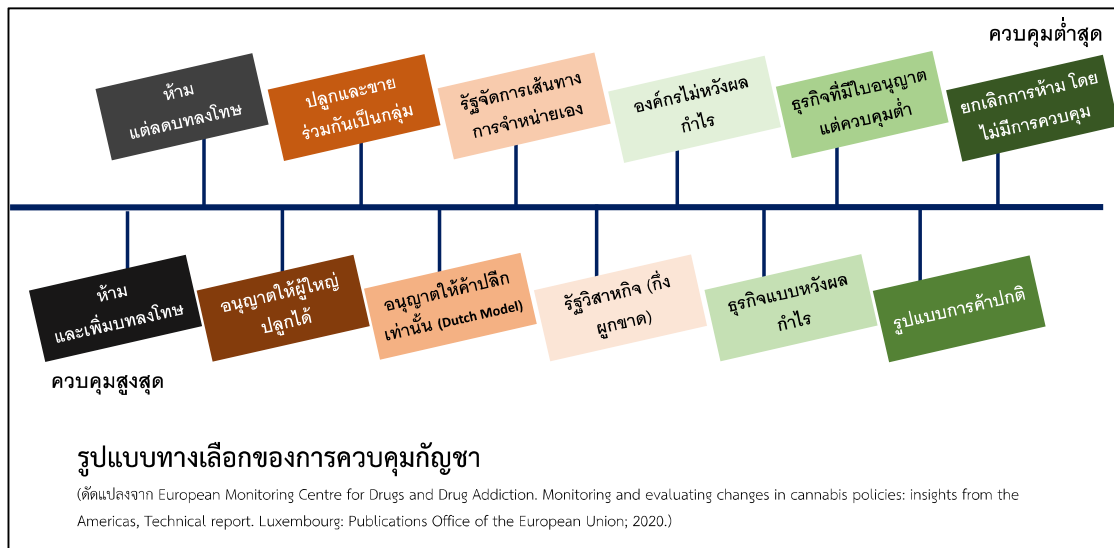 ควบคุมต่ำสุด
ห้าม
แต่ลดบทลงโทษ
ปลูกและขาย
ร่วมกันเป็นกลุ่ม
รัฐจัดการเส้นทาง
การจำหน่ายเอง
องค์กรไม่หวังผล
กำไร
ธุรกิจที่มีใบอนุญาต
แต่ควบคุมต่ำ
ยกเลิกการห้าม โดย
ไม่มีการควบคุม
ห้าม
และเพิ่มบทลงโทษ
อนุญาตให้ผู้ใหญ่
ปลูกได้
อนุญาตให้ค้าปลีก
เท่านั้น (Dutch Model)
รัฐวิสาหกิจ (กึ่ง
ผูกขาด)
ธุรกิจแบบหวังผล
กำไร
รูปแบบการค้าปกติ
ควบคุมสูงสุด
รูปแบบทางเลือกของการควบคุมกัญชา
(ดัดแปลงจาก European Monitoring Centre for Drugs and Drug Addiction. Monitoring and evaluating changes in cannabis policies: insights from the
Americas, Technical report. Luxembourg: Publications Office of the European Union; 2020.)